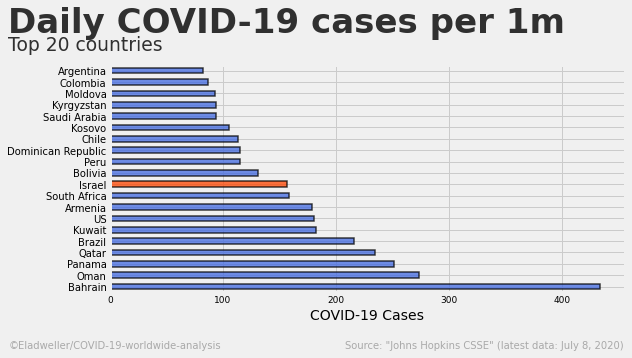 Daily COVID-19 cases per 1m
Top 20 countries
Argentina
Colombia
Moldova
Kyrgyzstan
Saudi Arabia
Kosovo
Chile
Dominican Republic
Peru
Bolivia
Israel
South Africa
Armenia
US
Kuwait
Brazil
Qatar
Panama
Oman
Bahrain
0 100 200 300 400
COVID-19 Cases
©Eladweller/COVID-19-worldwide-analysis Source: "Johns Hopkins CSSE" (latest data: July 8, 2020)